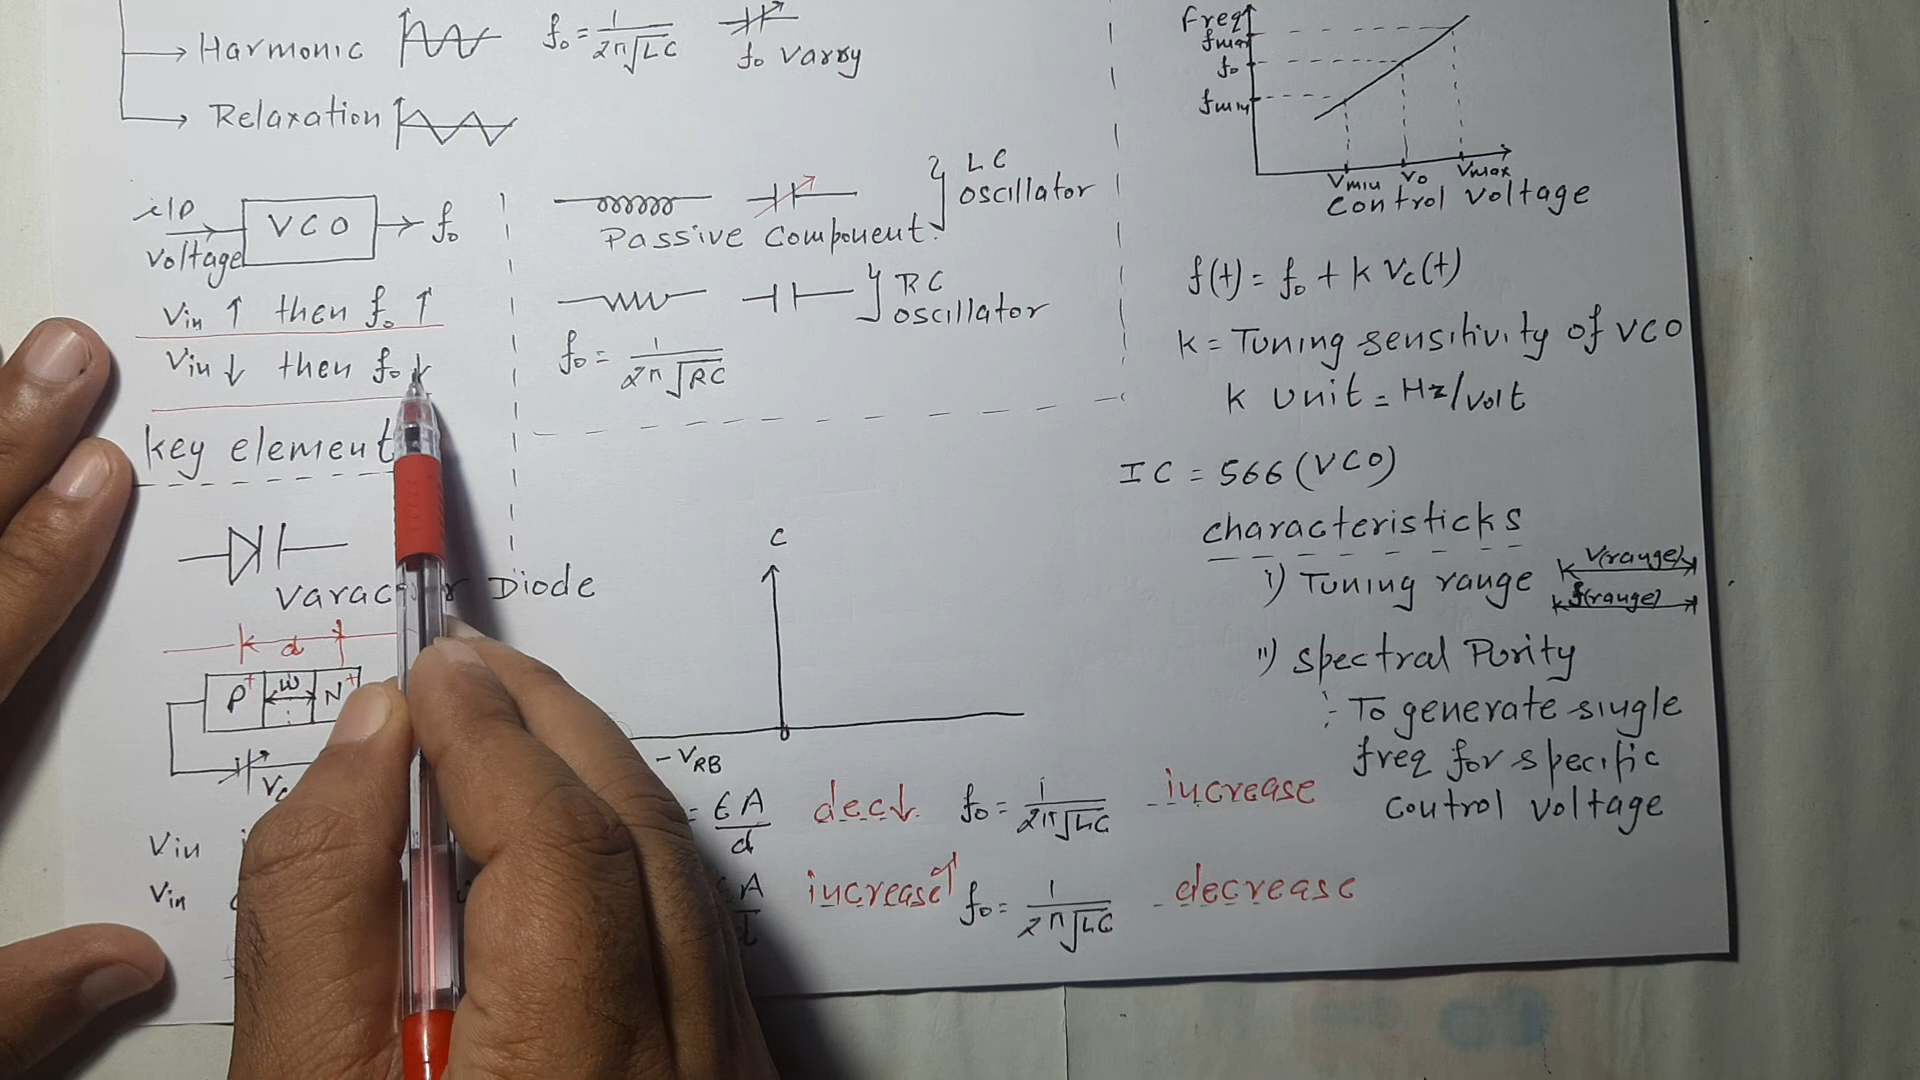 Harmonic f₀ = 1/2π√LC
f₀ Varry
Relaxation
i/p
Voltage
VCO
f₀
Vin ↑ then f₀ ↑
Vin ↓ then f₀ ↓
key element
Varactor Diode
d
P+ W N+
Vin
Vin
LC
oscillator
Passive Component
RC
oscillator
f₀ = 1/2π√RC
C
-VRB
= ϵA/d decd↓. f₀ = 1/2π√LC increase
A increase↑ f₀ = 1/2π√LC decrease
Freq
fmax
f₀
fmin
Vmin V₀ Vmax
Control Voltage
f(t) = f₀ + K Vc(t)
K = Tuning sensitivity of VCO
K Unit = Hz/volt
IC = 566 (VCO)
characteristicks
i) Tuning range V(range)
f(range)
ii) Spectral Purity
:- To generate single
freq for specific
control voltage